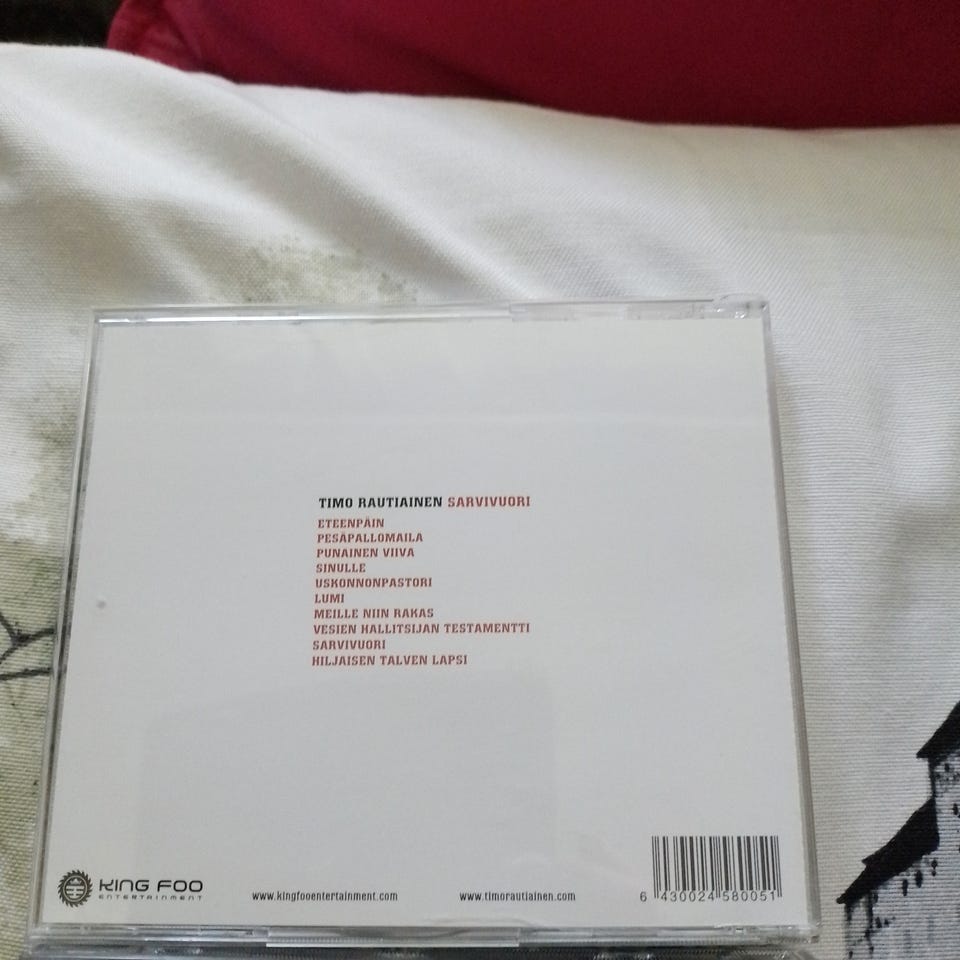 TIMO RAUTIAINEN SARVIVUORI
ETEENPÄIN
PESÄPALLOMAILA
PUNAINEN VIIVA
SINULLE
USKONNONPASTORI
LUMI
MEILLE NIIN RAKAS
VESIEN HALLITSIJAN TESTAMENTTI
SARVIVUORI
HILJAISEN TALVEN LAPSI
KING FOO
ENTERTAINMENT
www.kingfooentertainment.com
www.timorautiainen.com
6 430024 580051